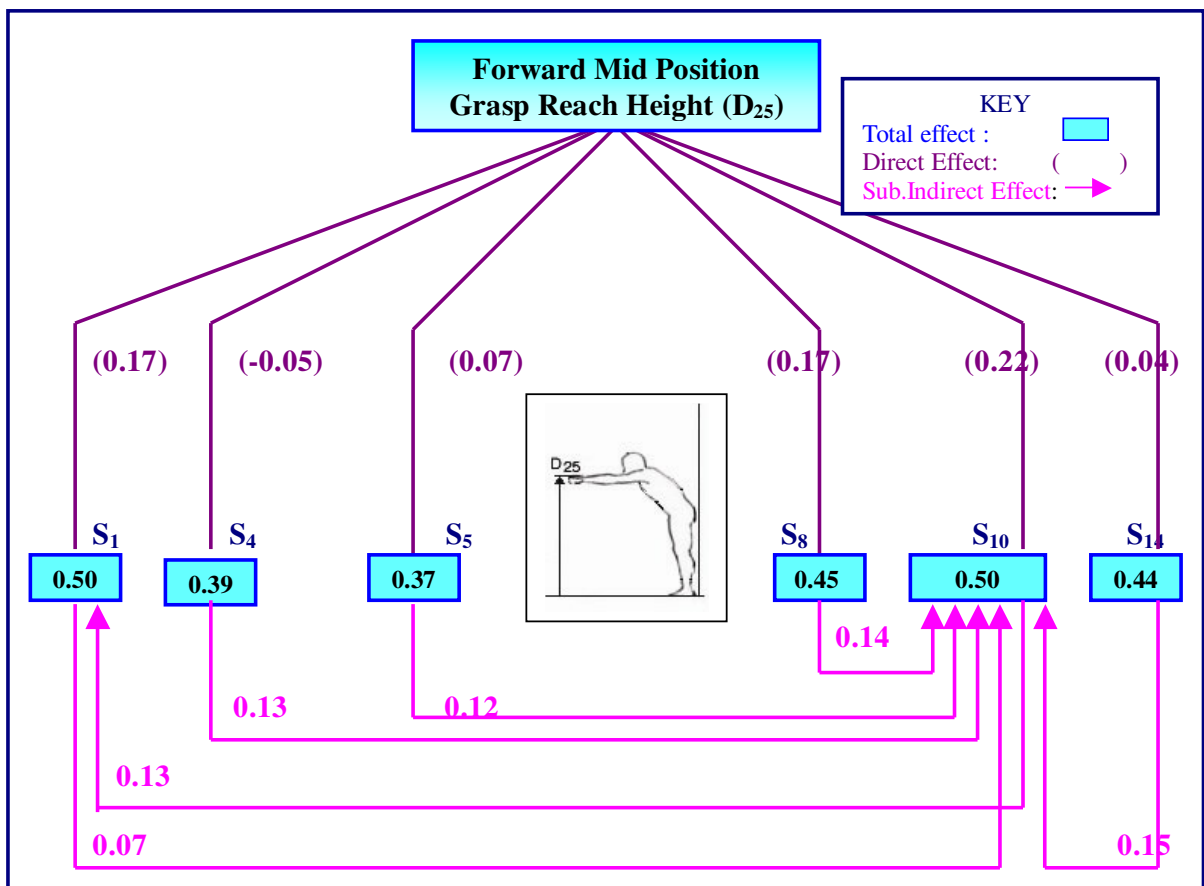 Forward Mid Position
Grasp Reach Height (D₂₅)
KEY
Total effect :
Direct Effect: ( )
Sub.Indirect Effect:
(0.17) (-0.05) (0.07) (0.17) (0.22) (0.04)
D₂₅
S₁ S₄ S₅ S₈ S₁₀ S₁₄
0.50 0.39 0.37 0.45 0.50 0.44
0.14
0.13 0.12
0.13
0.07 0.15